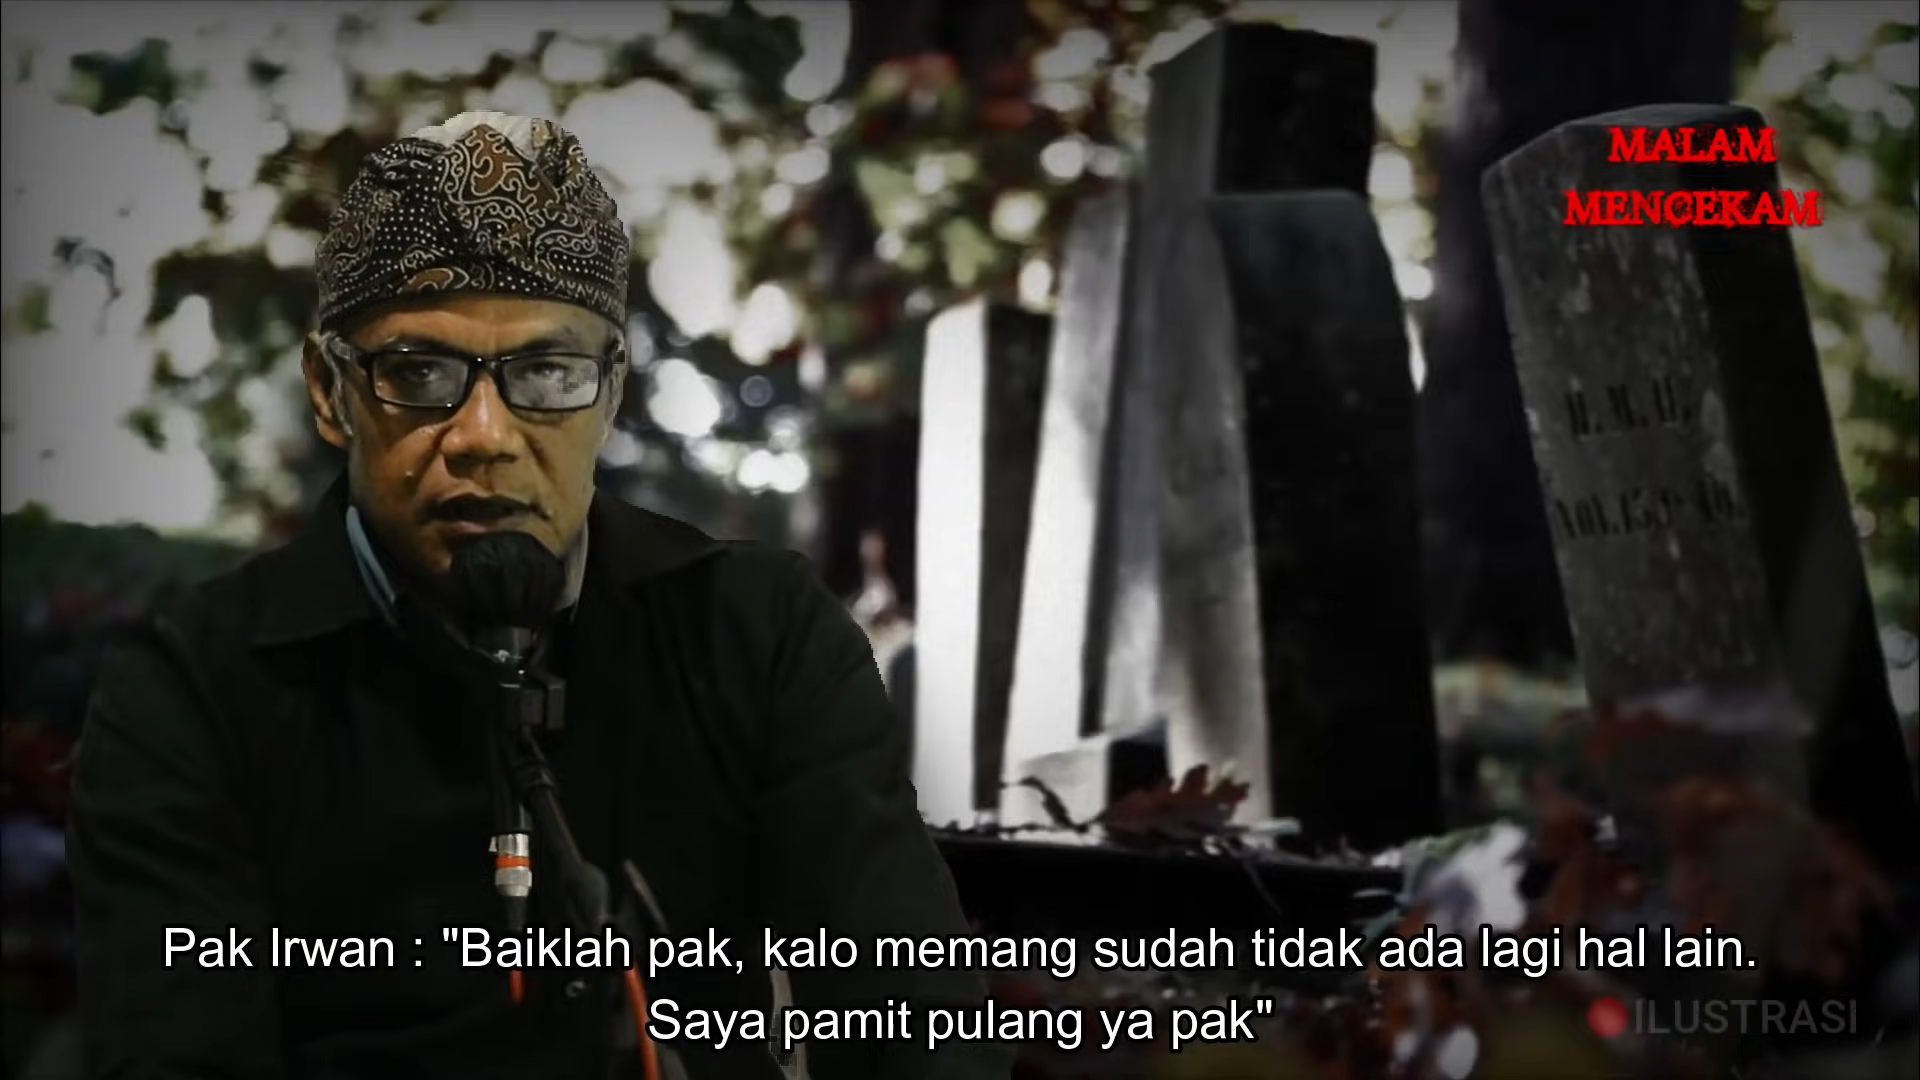 MALAM
MENCEKAM
Pak Irwan : "Baiklah pak, kalo memang sudah tidak ada lagi hal lain.
Saya pamit pulang ya pak"
ILUSTRASI